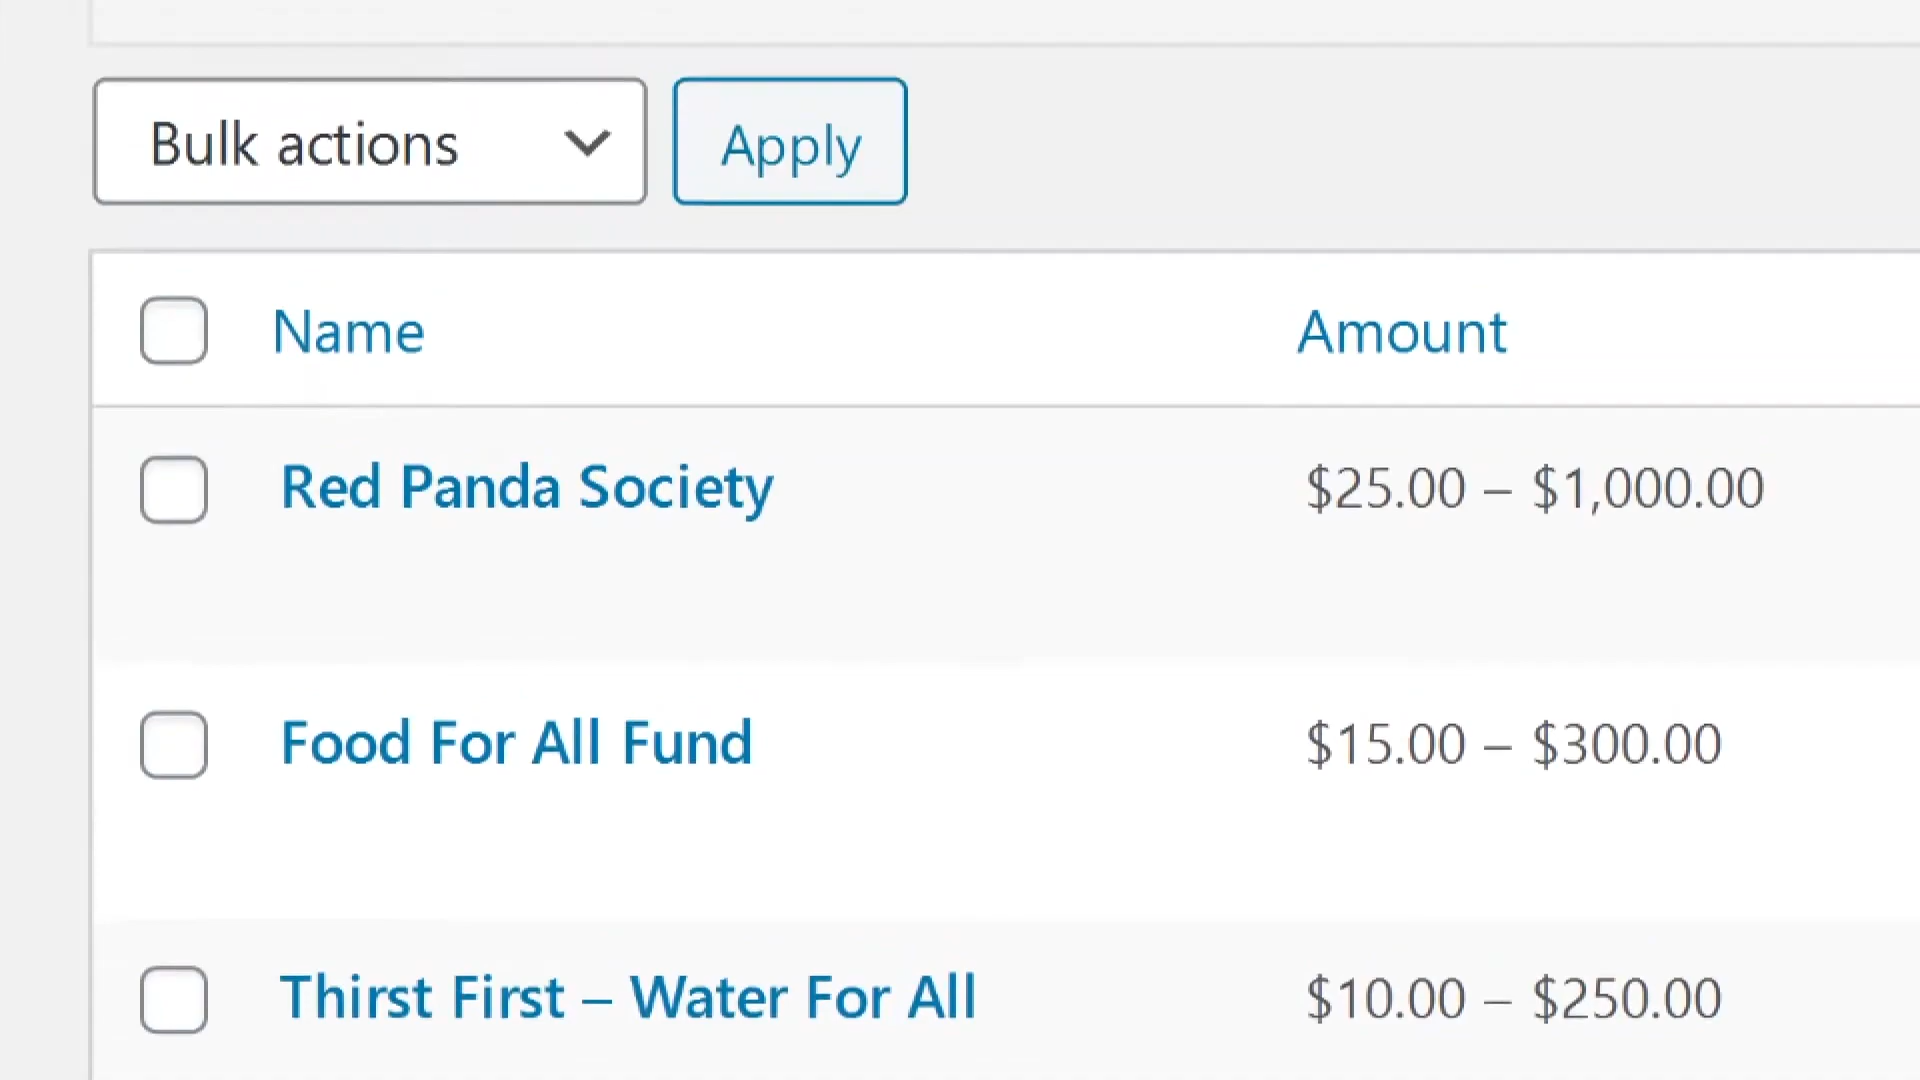 Bulk actions Apply
Name Amount
Red Panda Society $25.00 – $1,000.00
Food For All Fund $15.00 – $300.00
Thirst First – Water For All $10.00 – $250.00